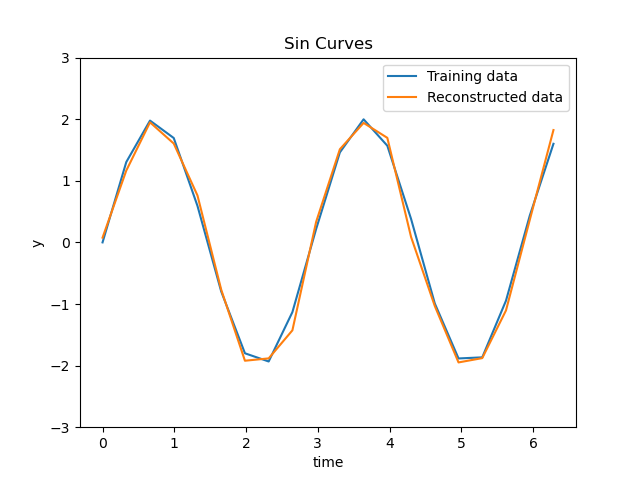 Sin Curves
Training data
Reconstructed data
3
2
1
0
−1
−2
−3
y
0 1 2 3 4 5 6
time